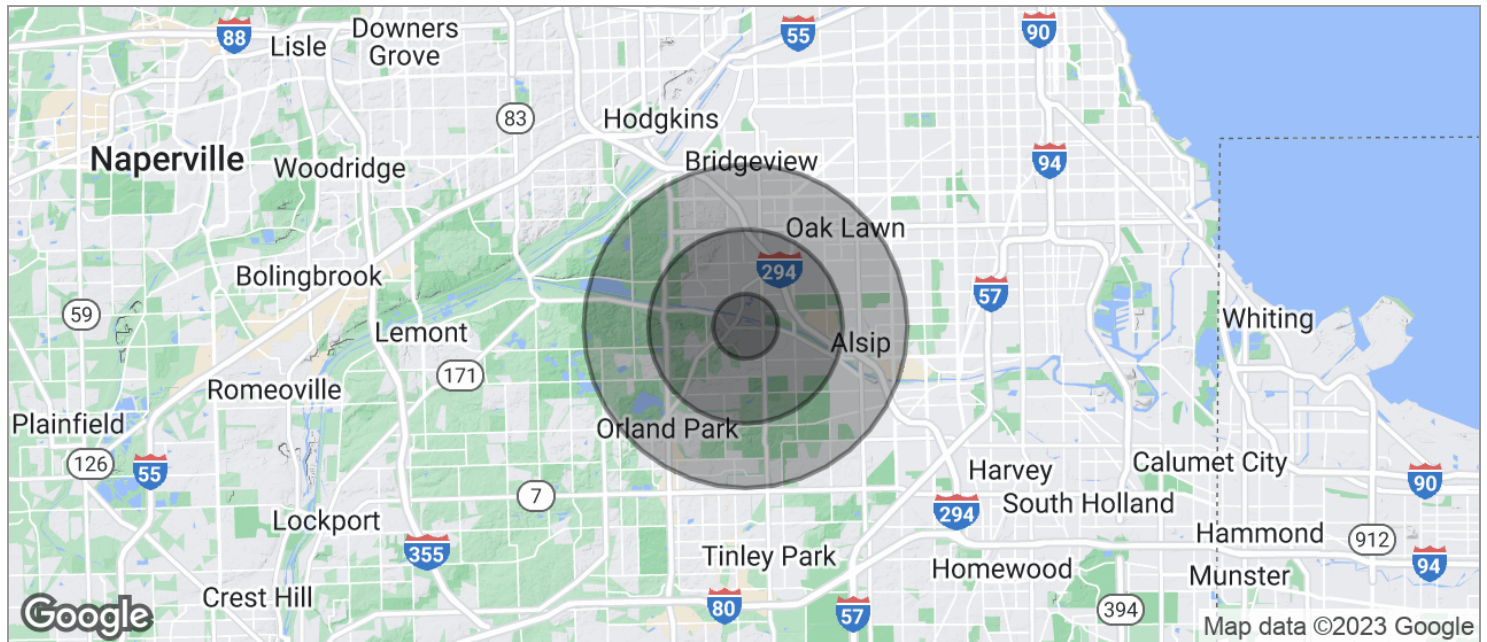 88
Lisle
Downers
Grove
55
90
83
Hodgkins
Naperville
Woodridge
Bridgeview
94
Oak Lawn
Bolingbrook
294
57
59
Lemont
Alsip
Whiting
171
Romeoville
Plainfield
Orland Park
126
55
Harvey
Calumet City
90
7
South Holland
294
Lockport
Hammond
912
355
Tinley Park
Homewood
Munster
94
Crest Hill
80
57
394
Google
Map data ©2023 Google